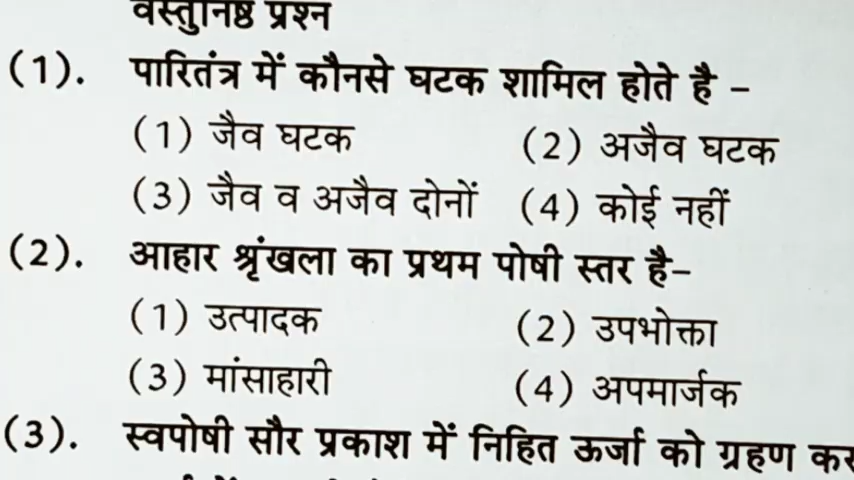 वस्तुनिष्ठ प्रश्न
(1). पारितंत्र में कौनसे घटक शामिल होते है –
(1) जैव घटक (2) अजैव घटक
(3) जैव व अजैव दोनों (4) कोई नहीं
(2). आहार श्रृंखला का प्रथम पोषी स्तर है–
(1) उत्पादक (2) उपभोक्ता
(3) मांसाहारी (4) अपमार्जक
(3). स्वपोषी सौर प्रकाश में निहित ऊर्जा को ग्रहण कर